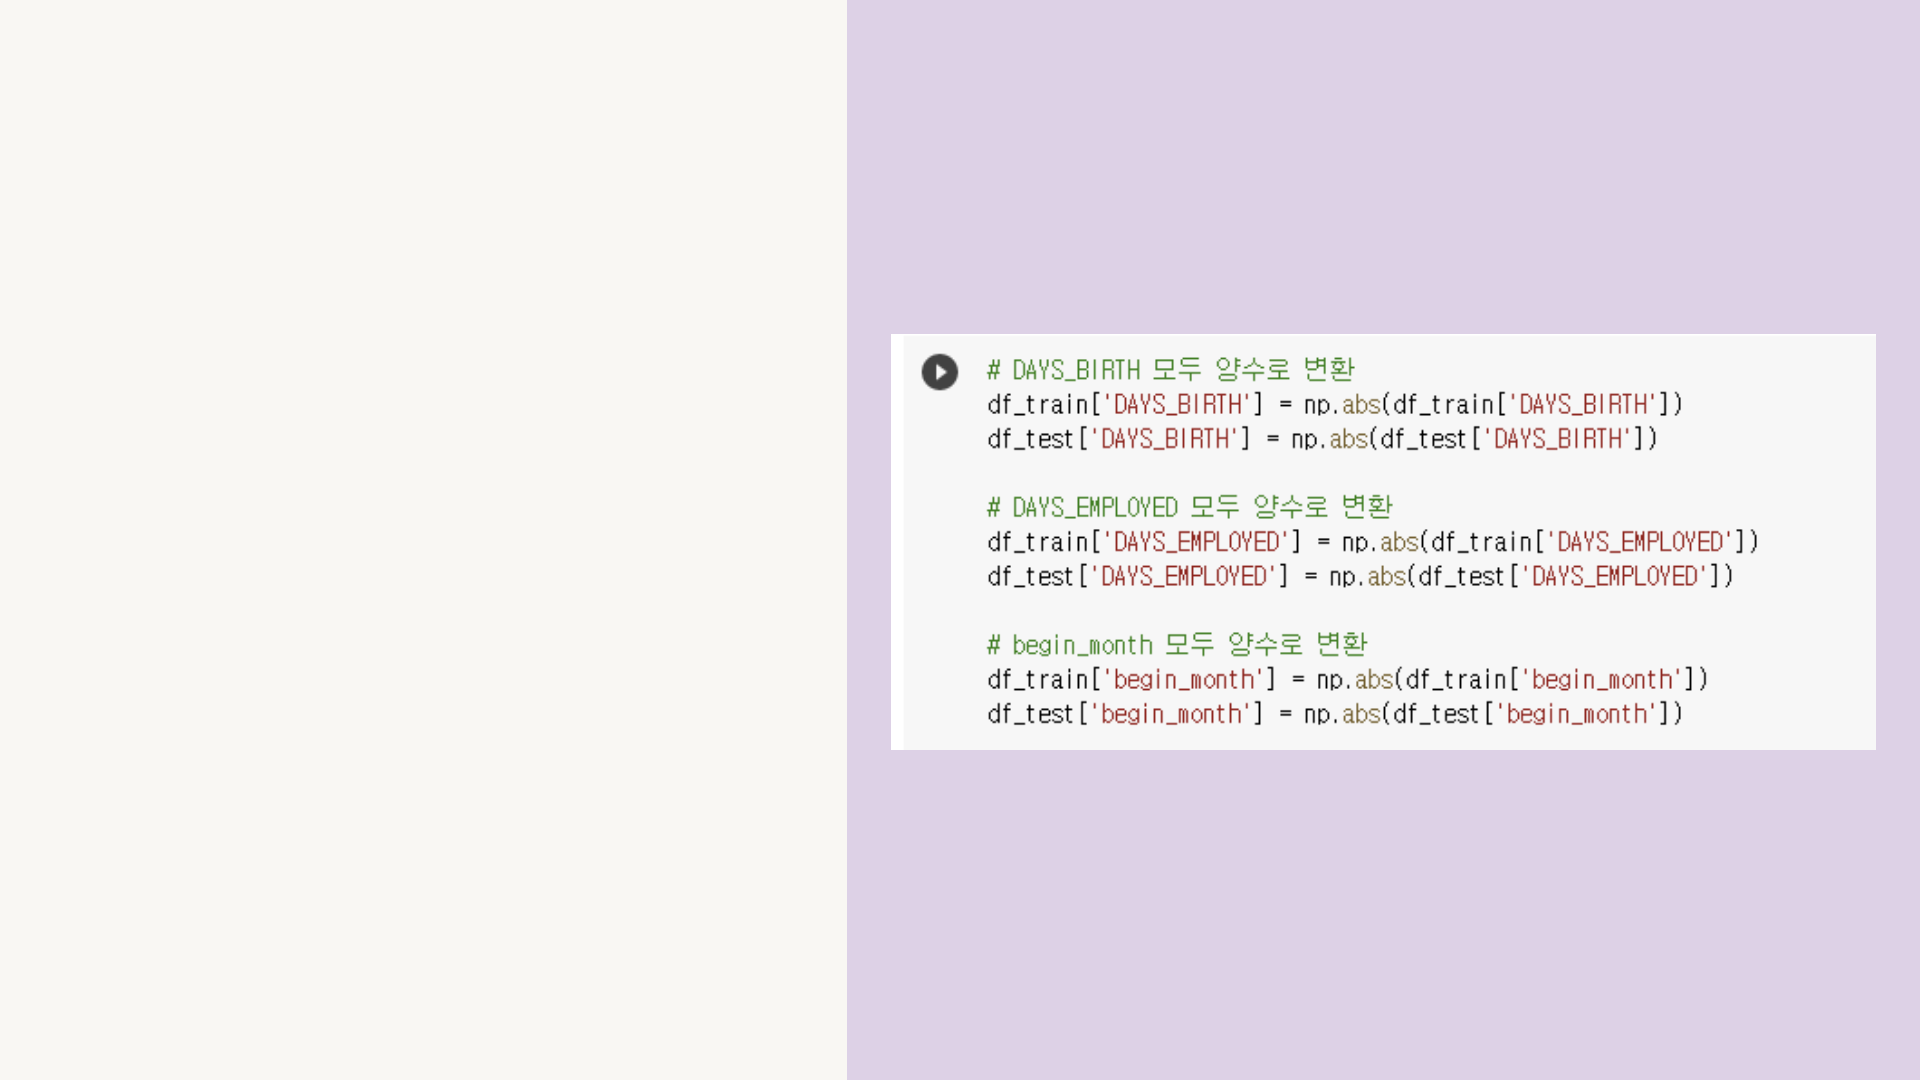 # DAYS_BIRTH 모두 양수로 변환
df_train['DAYS_BIRTH'] = np.abs(df_train['DAYS_BIRTH'])
df_test['DAYS_BIRTH'] = np.abs(df_test['DAYS_BIRTH'])
# DAYS_EMPLOYED 모두 양수로 변환
df_train['DAYS_EMPLOYED'] = np.abs(df_train['DAYS_EMPLOYED'])
df_test['DAYS_EMPLOYED'] = np.abs(df_test['DAYS_EMPLOYED'])
# begin_month 모두 양수로 변환
df_train['begin_month'] = np.abs(df_train['begin_month'])
df_test['begin_month'] = np.abs(df_test['begin_month'])